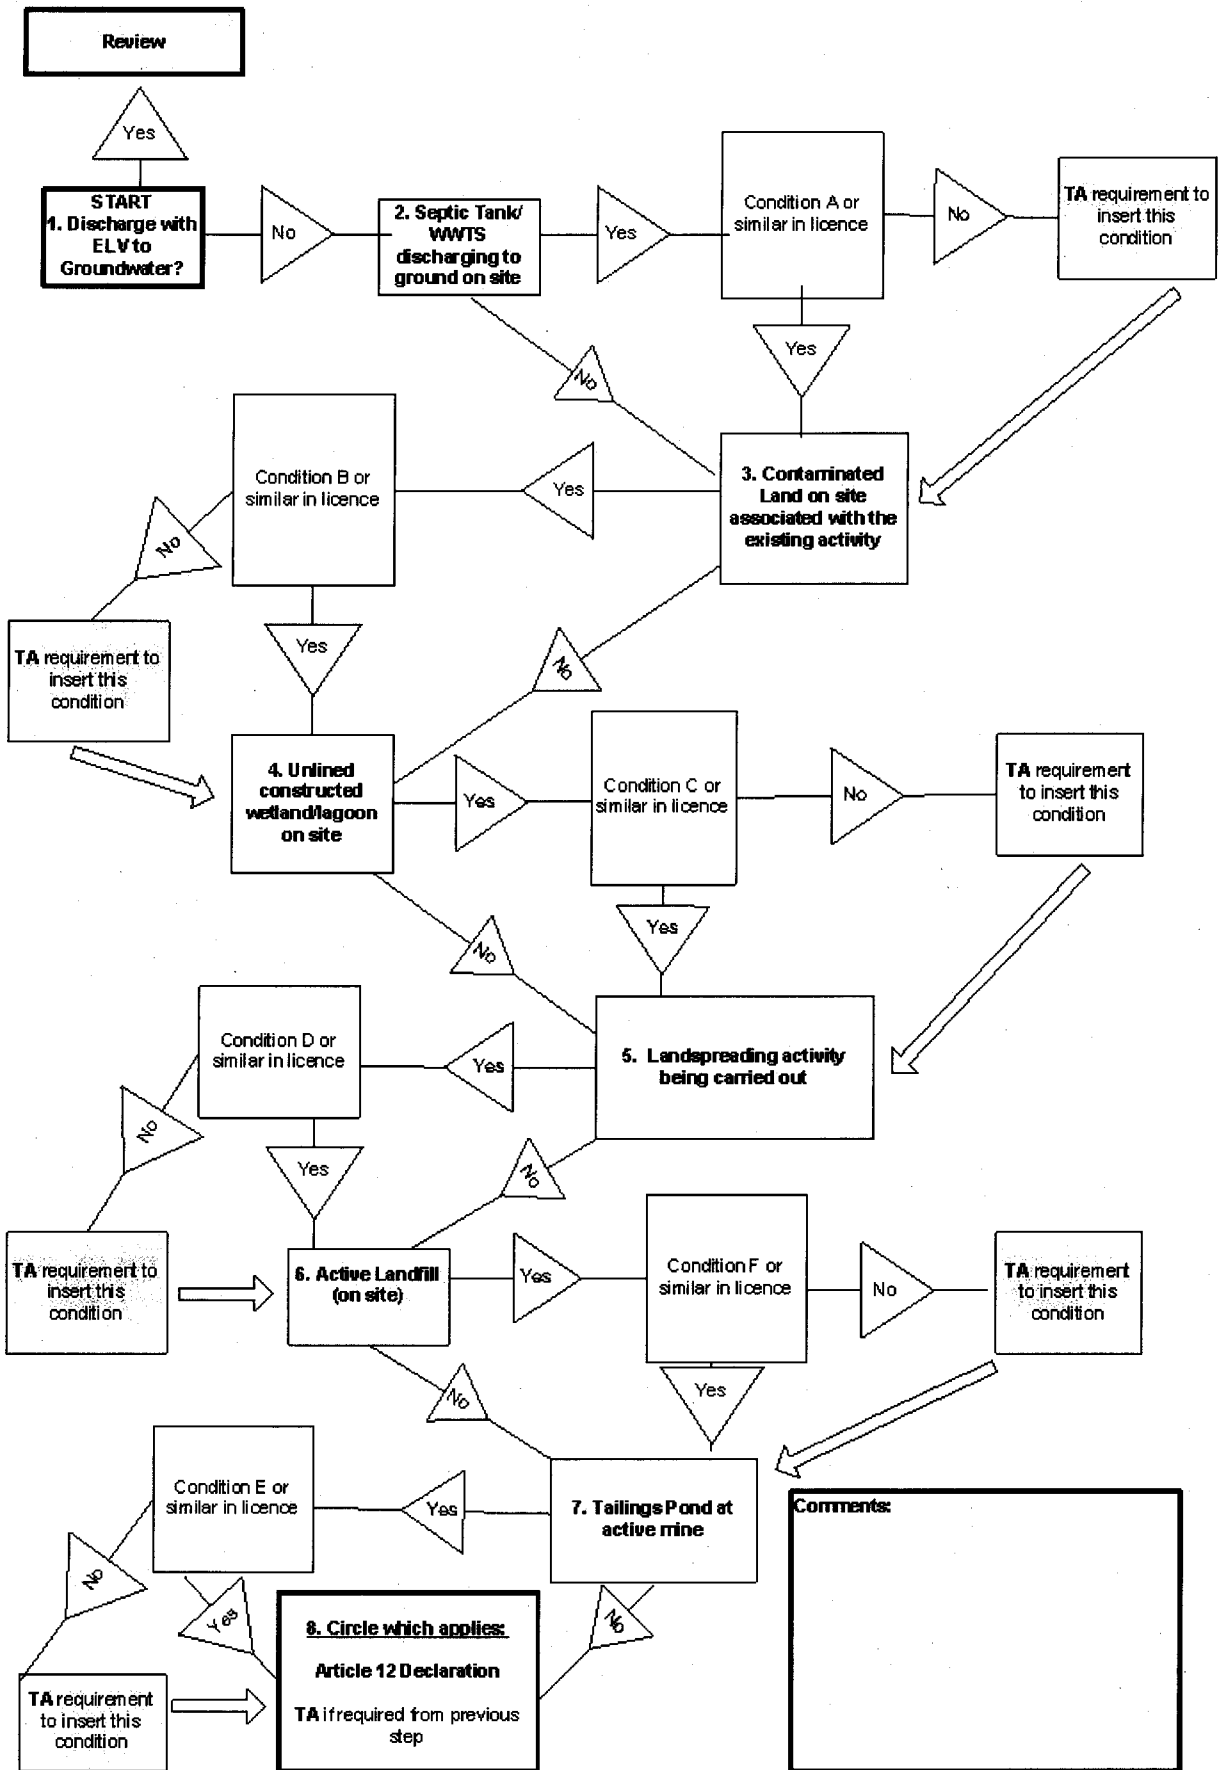 Review
Yes
START
1. Discharge with
ELV to
Groundwater?
No
2. Septic Tank/
WWTS
discharging to
ground on site
Yes
Condition A or
similar in licence
No
TA requirement to
insert this
condition
Yes
No
3. Contaminated
Land on site
associated with the
existing activity
Yes
Condition B or
similar in licence
No
TA requirement to
insert this
condition
Yes
No
4. Unlined
constructed
wetland/lagoon
on site
Yes
Condition C or
similar in licence
No
TA requirement
to insert this
condition
Yes
No
5. Landspreading activity
being carried out
Yes
Condition D or
similar in licence
No
TA requirement to
insert this
condition
Yes
No
6. Active Landfill
(on site)
Yes
Condition F or
similar in licence
No
TA requirement
to insert this
condition
Yes
No
7. Tailings Pond at
active mine
Yes
Condition E or
similar in licence
No
TA requirement
to insert this
condition
Yes
No
8. Circle which applies:
Article 12 Declaration
TA if required from previous
step
Comments: